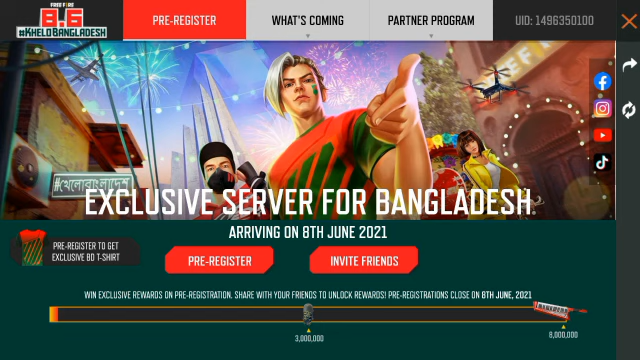 FREE FIRE
8.6
#KHELOBANGLADESH
PRE-REGISTER
WHAT'S COMING
PARTNER PROGRAM
UID: 1496350100
#খেলোবাংলাদেশ
EXCLUSIVE SERVER FOR BANGLADESH
ARRIVING ON 8TH JUNE 2021
PRE-REGISTER TO GET
EXCLUSIVE BD T-SHIRT
PRE-REGISTER
INVITE FRIENDS
WIN EXCLUSIVE REWARDS ON PRE-REGISTRATION. SHARE WITH YOUR FRIENDS TO UNLOCK REWARDS! PRE-REGISTRATIONS CLOSE ON 8TH JUNE, 2021
3,000,000
8,000,000